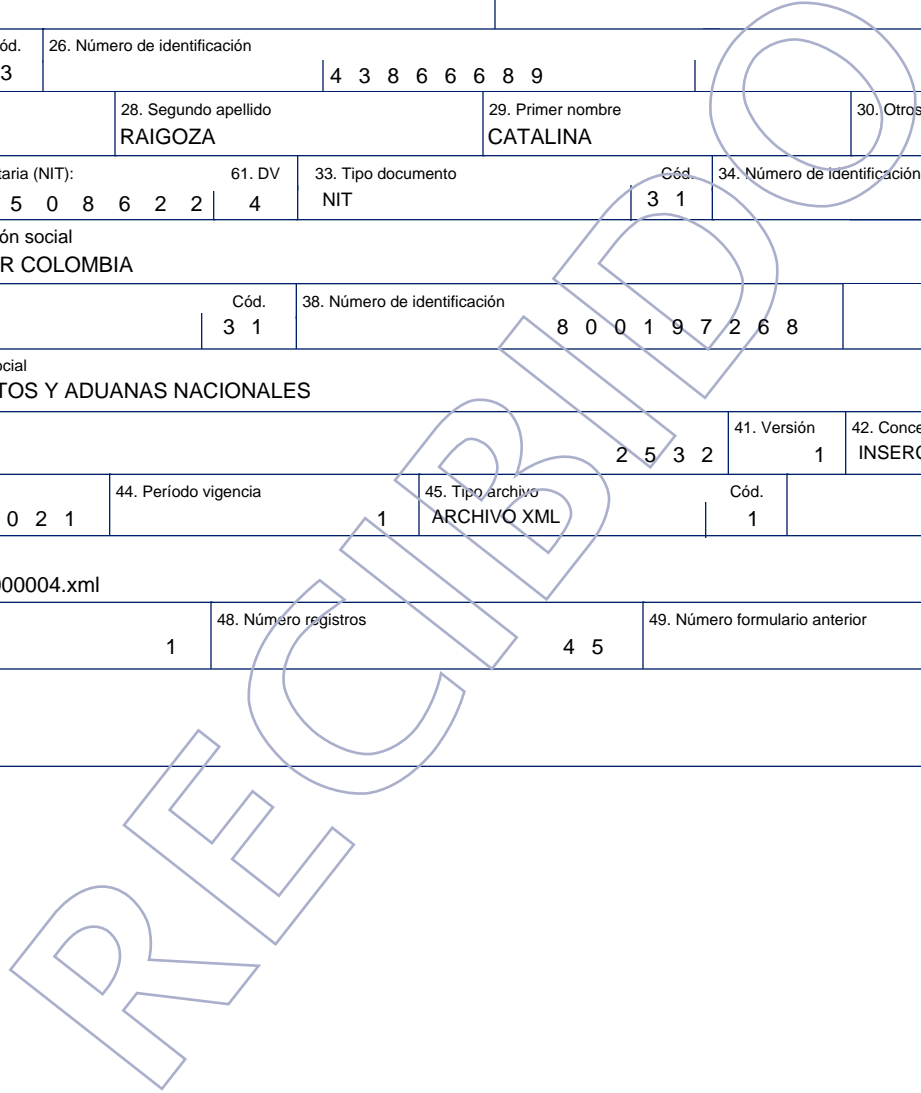 ód. 26. Número de identificación
3 4 3 8 6 6 6 8 9
28. Segundo apellido 29. Primer nombre 30. Otros
RAIGOZA CATALINA
taria (NIT): 61. DV 33. Tipo documento Cód. 34. Número de identificación
5 0 8 6 2 2 4 NIT 3 1
ón social
R COLOMBIA
Cód. 38. Número de identificación
3 1 8 0 0 1 9 7 2 6 8
ocial
TOS Y ADUANAS NACIONALES
41. Versión 42. Conce
2 5 3 2 1 INSERC
44. Período vigencia 45. Tipo archivo Cód.
0 2 1 1 ARCHIVO XML 1
000004.xml
48. Número registros 49. Número formulario anterior
1 4 5
RECIBIDO